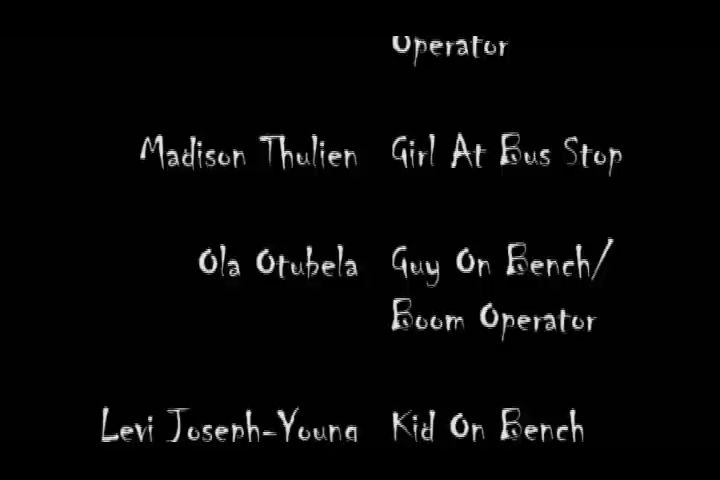 Operator
Madison Thulien Girl At Bus Stop
Ola Otubela Guy On Bench/
Boom Operator
Levi Joseph-Young Kid On Bench